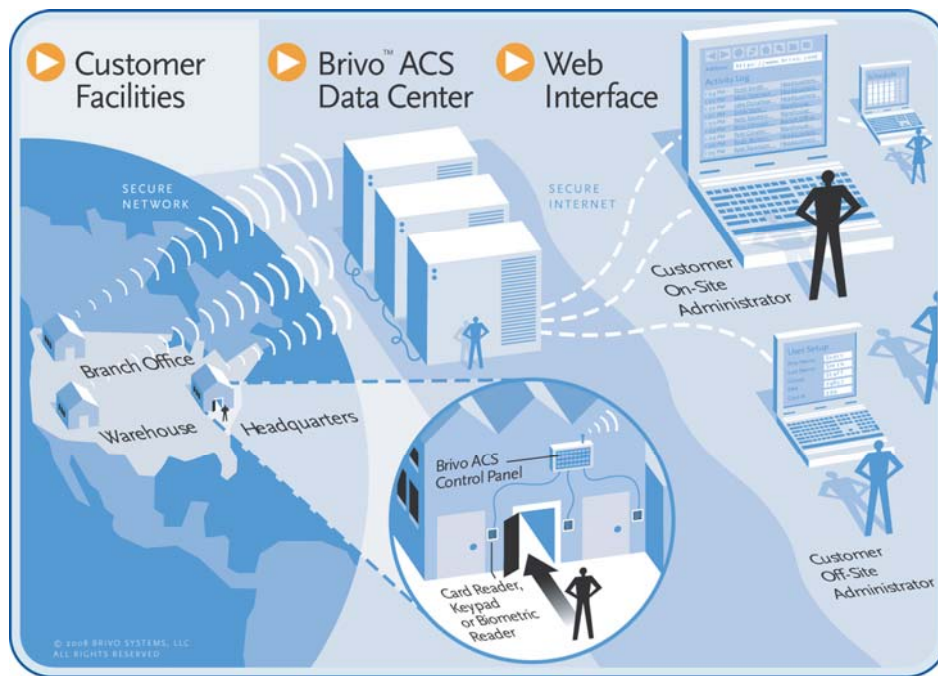 Customer
Facilities
Brivo™ ACS
Data Center
Web
Interface
SECURE
NETWORK
SECURE
INTERNET
Activity Log
Customer
On-Site
Administrator
Branch Office
Warehouse
Headquarters
User Setup
Brivo ACS
Control Panel
Card Reader,
Keypad
or Biometric
Reader
Customer
Off-Site
Administrator
© 2008 BRIVO SYSTEMS, LLC
ALL RIGHTS RESERVED